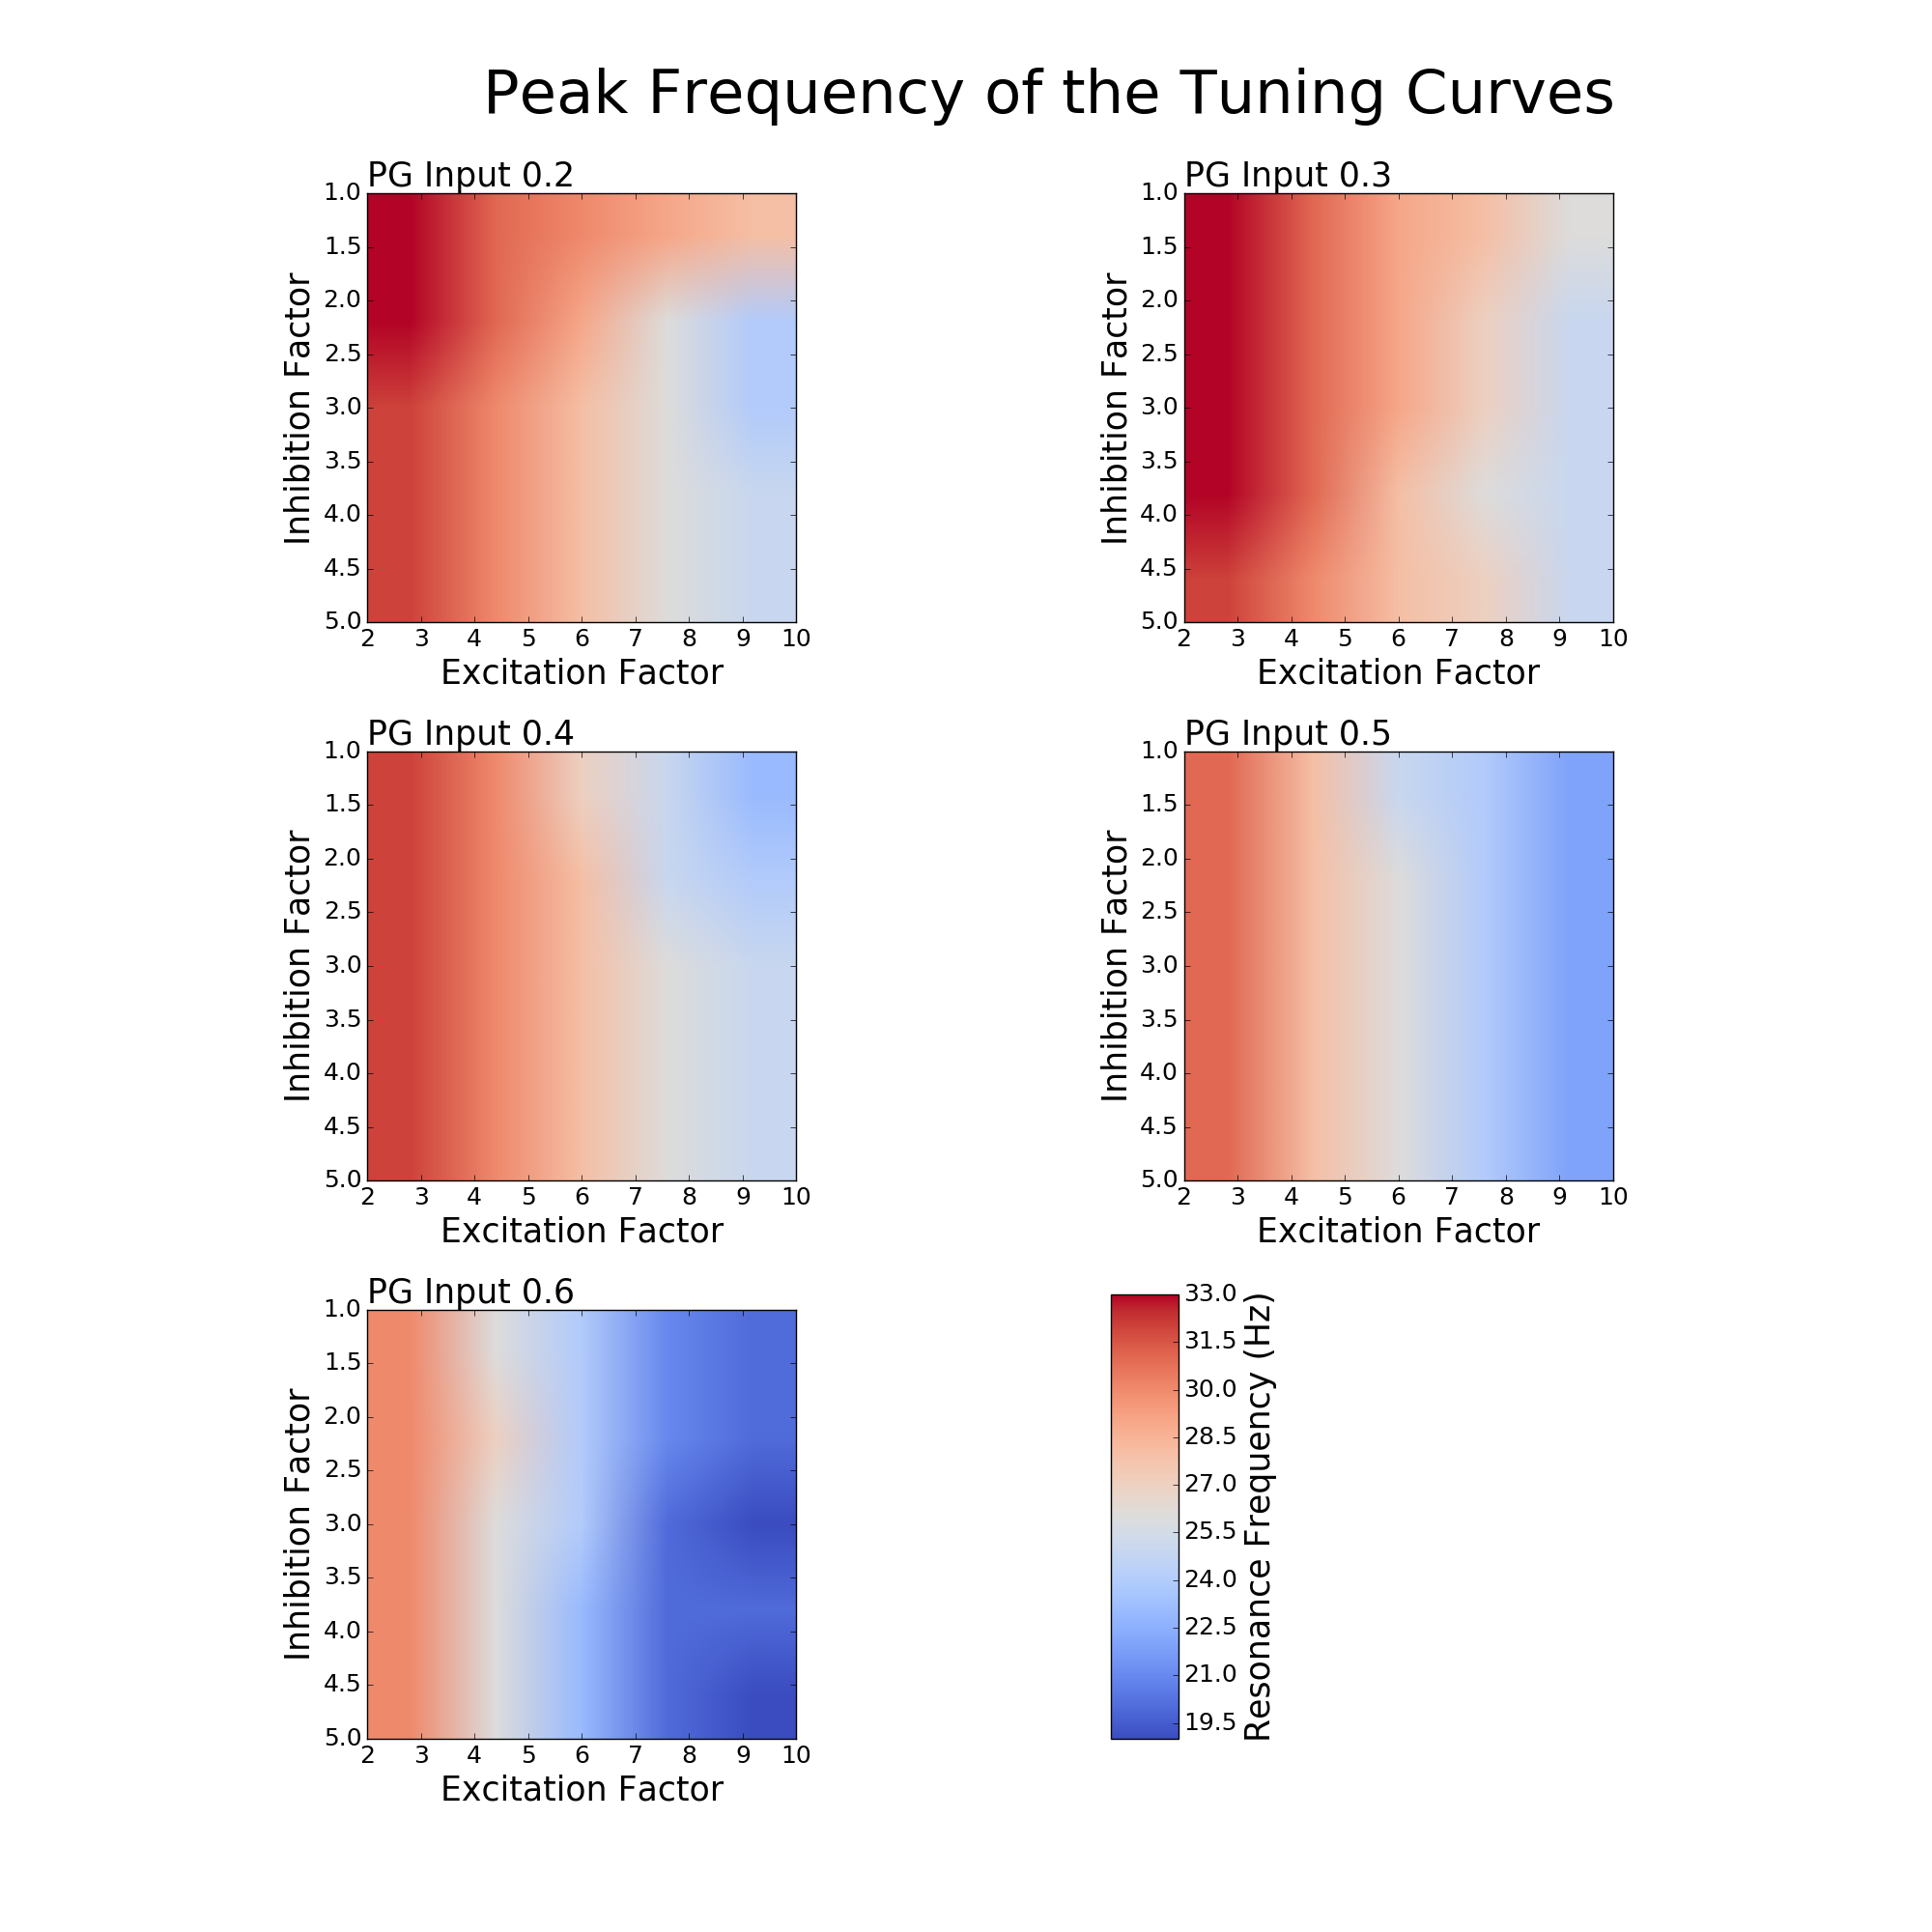 Peak Frequency of the Tuning Curves
PG Input 0.2
1.0
1.5
2.0
2.5
3.0
3.5
4.0
4.5
5.0
Inhibition Factor
2 3 4 5 6 7 8 9 10
Excitation Factor
PG Input 0.3
1.0
1.5
2.0
2.5
3.0
3.5
4.0
4.5
5.0
Inhibition Factor
2 3 4 5 6 7 8 9 10
Excitation Factor
PG Input 0.4
1.0
1.5
2.0
2.5
3.0
3.5
4.0
4.5
5.0
Inhibition Factor
2 3 4 5 6 7 8 9 10
Excitation Factor
PG Input 0.5
1.0
1.5
2.0
2.5
3.0
3.5
4.0
4.5
5.0
Inhibition Factor
2 3 4 5 6 7 8 9 10
Excitation Factor
PG Input 0.6
1.0
1.5
2.0
2.5
3.0
3.5
4.0
4.5
5.0
Inhibition Factor
2 3 4 5 6 7 8 9 10
Excitation Factor
33.0
31.5
30.0
28.5
27.0
25.5
24.0
22.5
21.0
19.5
Resonance Frequency (Hz)